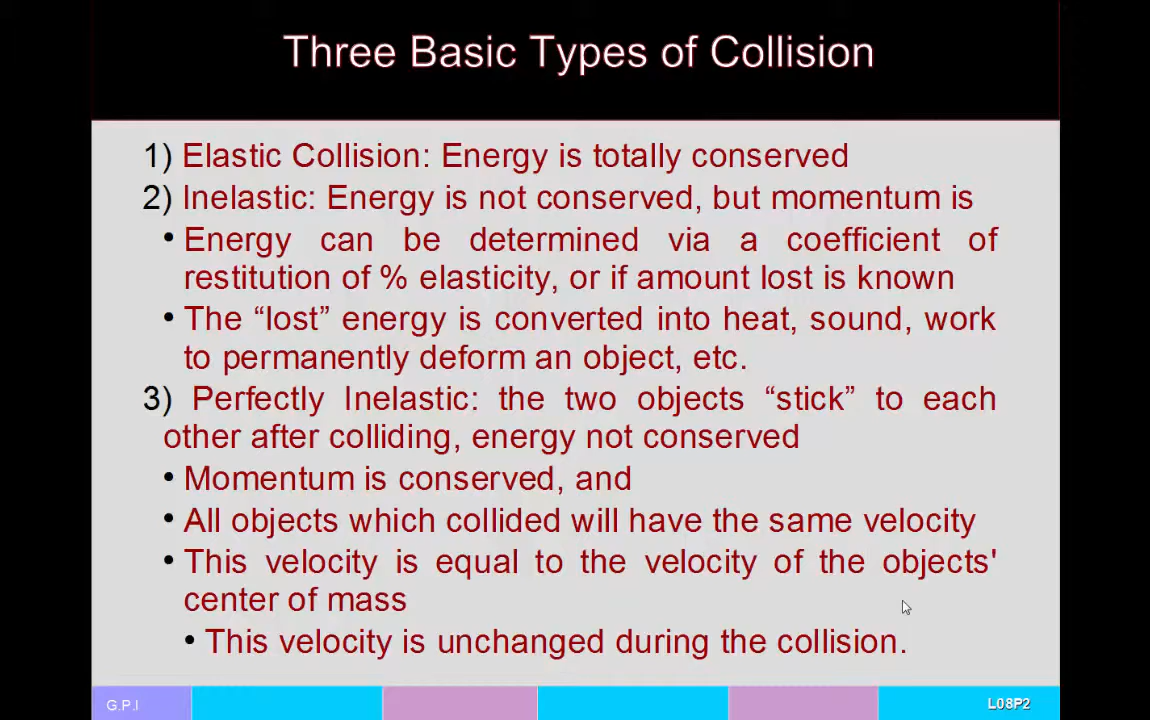 Three Basic Types of Collision
1) Elastic Collision: Energy is totally conserved
2) Inelastic: Energy is not conserved, but momentum is
• Energy can be determined via a coefficient of
restitution of % elasticity, or if amount lost is known
• The “lost” energy is converted into heat, sound, work
to permanently deform an object, etc.
3) Perfectly Inelastic: the two objects “stick” to each
other after colliding, energy not conserved
• Momentum is conserved, and
• All objects which collided will have the same velocity
• This velocity is equal to the velocity of the objects'
center of mass
• This velocity is unchanged during the collision.
G.P.I
L08P2